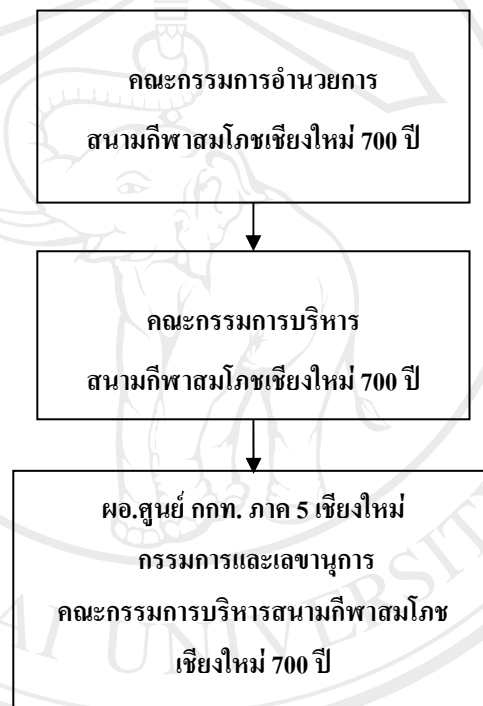 คณะกรรมการอำนวยการ
สนามกีฬาสมโภชเชียงใหม่ 700 ปี
คณะกรรมการบริหาร
สนามกีฬาสมโภชเชียงใหม่ 700 ปี
ผอ.ศูนย์ กกท. ภาค 5 เชียงใหม่
กรรมการและเลขานุการ
คณะกรรมการบริหารสนามกีฬาสมโภช
เชียงใหม่ 700 ปี
AI UNIVERSITY